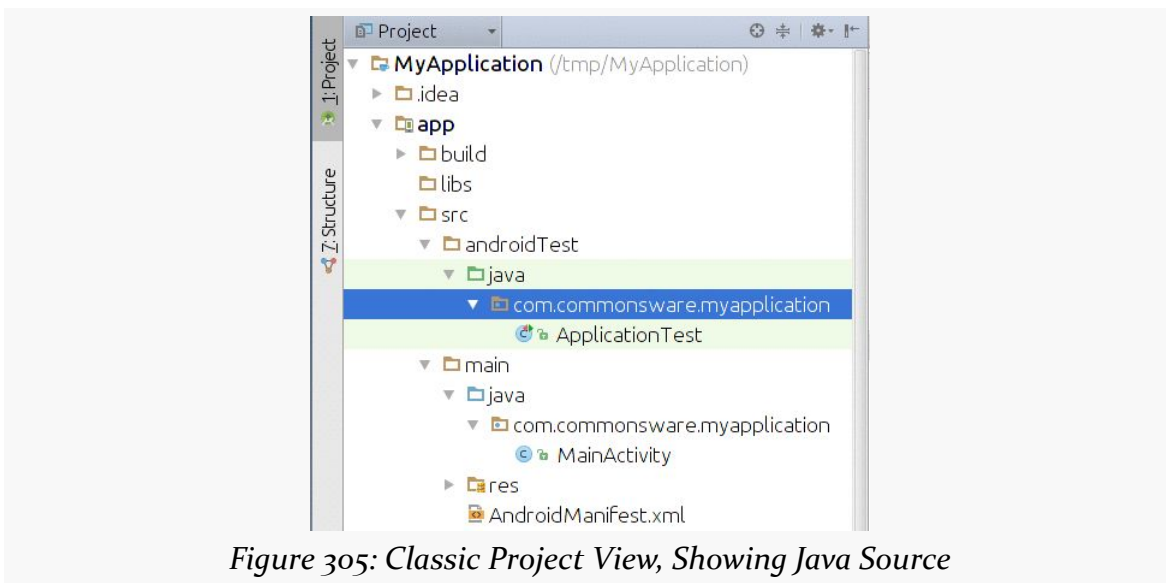 Project
1: Project
7: Structure
MyApplication (/tmp/MyApplication)
.idea
app
build
libs
src
androidTest
java
com.commonsware.myapplication
ApplicationTest
main
java
com.commonsware.myapplication
MainActivity
res
AndroidManifest.xml
Figure 305: Classic Project View, Showing Java Source